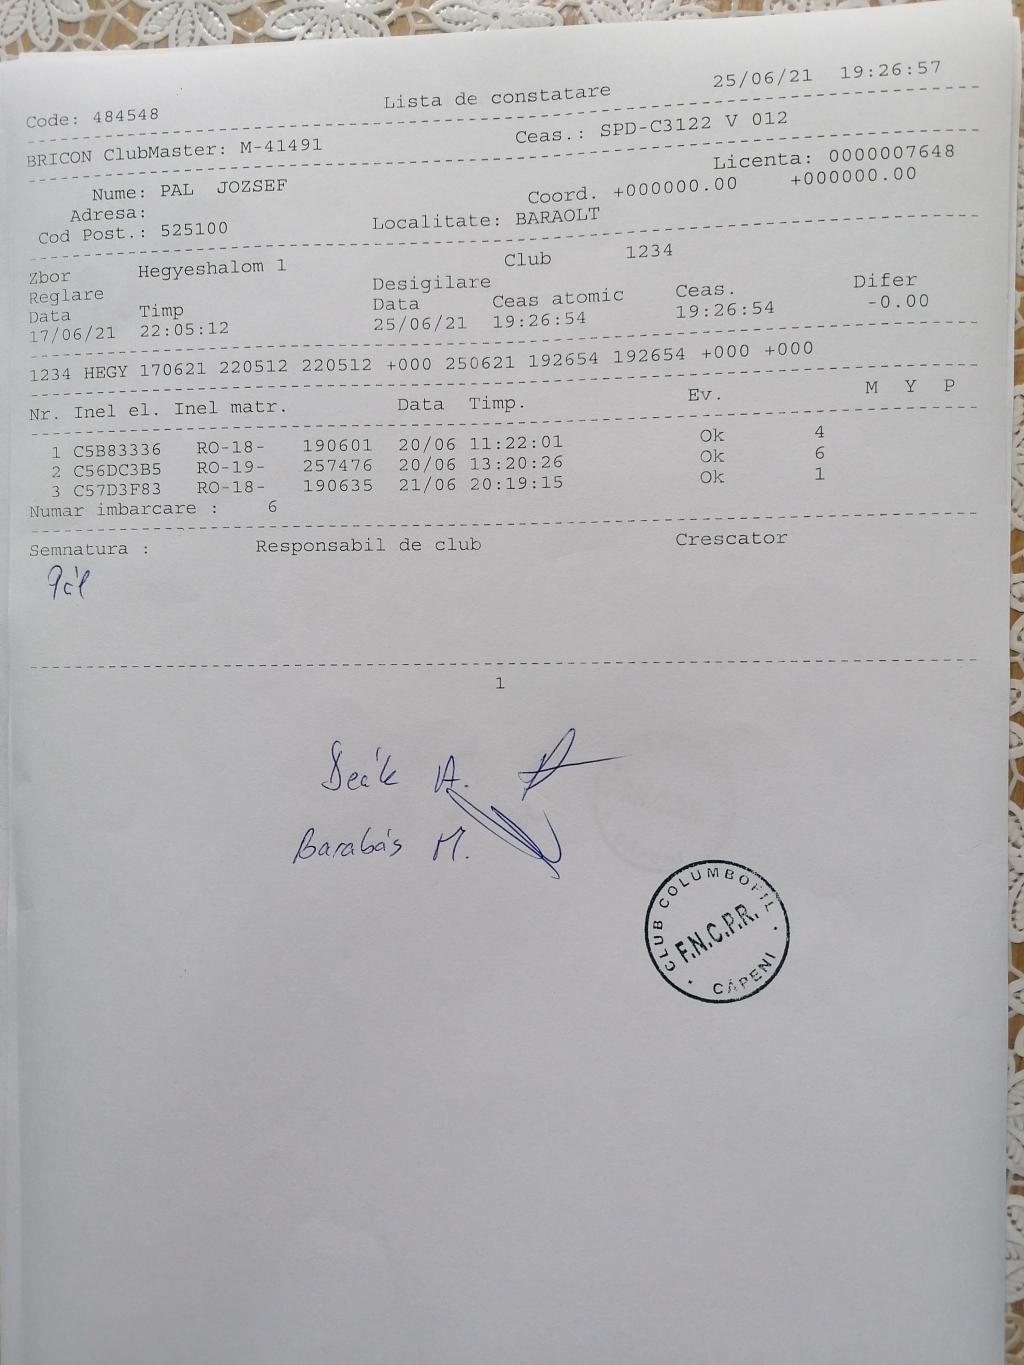 Code: 484548 Lista de constatare 25/06/21 19:26:57
BRICON ClubMaster: M-41491 Ceas.: SPD-C3122 V 012
Licenta: 0000007648
Nume: PAL JOZSEF Coord. +000000.00 +000000.00
Adresa:
Cod Post.: 525100 Localitate: BARAOLT
Zbor Hegyeshalom 1 Club 1234
Reglare Desigilare
Data Timp Data Ceas atomic Ceas. Difer
17/06/21 22:05:12 25/06/21 19:26:54 19:26:54 -0.00
1234 HEGY 170621 220512 220512 +000 250621 192654 192654 +000 +000
Nr. Inel el. Inel matr. Data Timp. Ev. M Y P
1 C5B83336 RO-18- 190601 20/06 11:22:01 Ok 4
2 C56DC3B5 RO-19- 257476 20/06 13:20:26 Ok 6
3 C57D3F83 RO-18- 190635 21/06 20:19:15 Ok 1
Numar imbarcare : 6
Semnatura : Responsabil de club Crescator
Pál
1
Deák A.
Barabás M.
CLUB COLUMBOFIL
F.N.C.P.R.
CĂPENI